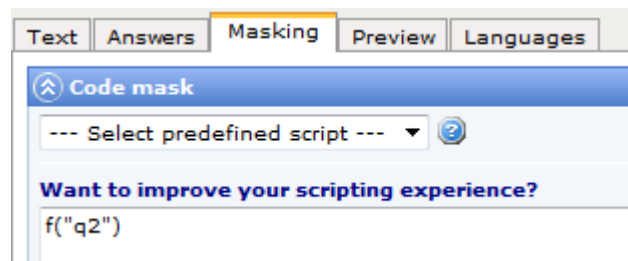 Text Answers Masking Preview Languages
Code mask
--- Select predefined script ---
Want to improve your scripting experience?
f("q2")